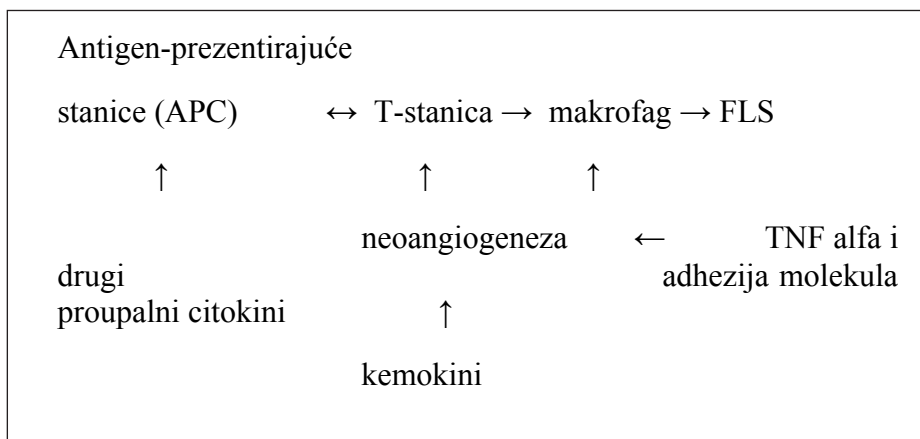 Antigen-prezentirajuće
stanice (APC) ↔ T-stanica → makrofag → FLS
↑ ↑ ↑
neoangiogeneza ← TNF alfa i
drugi adhezija molekula
proupalni citokini ↑
kemokini